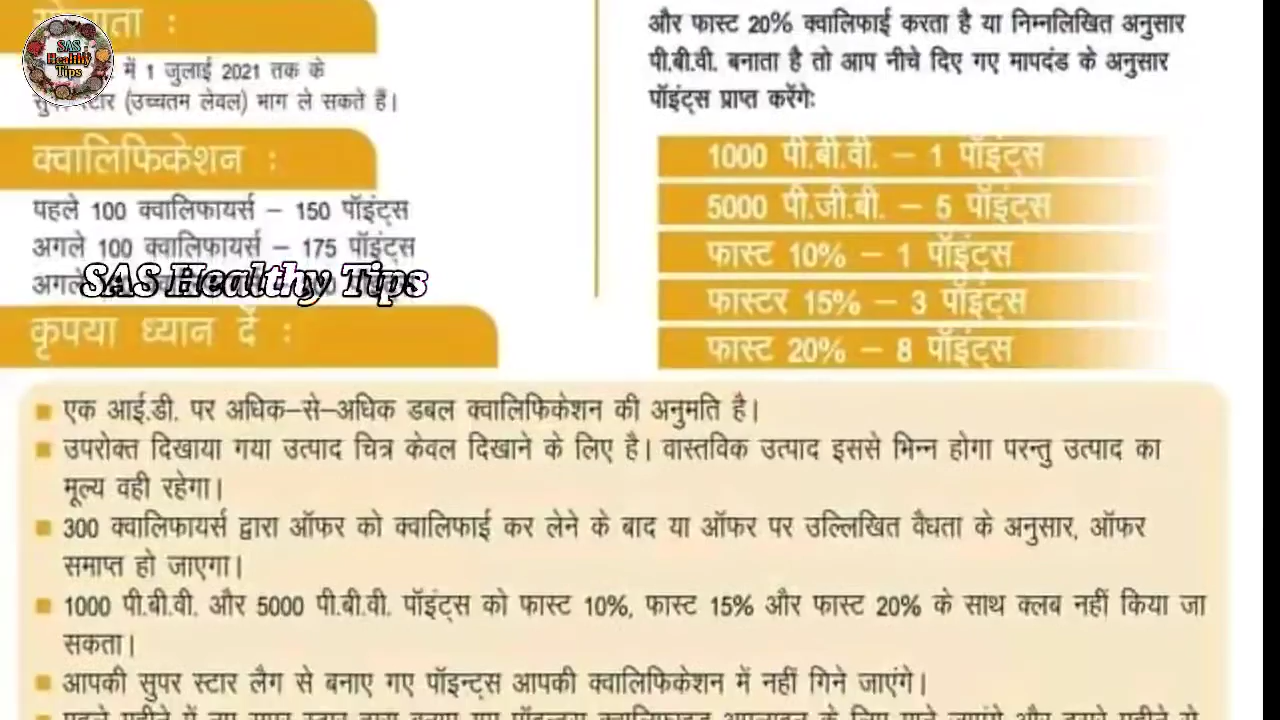 SAS
Healthy
Tips
में 1 जुलाई 2021 तक के
स्टार (उच्चतम लेवल) भाग ले सकते हैं।
क्वालिफिकेशन :
पहले 100 क्वालिफायर्स – 150 पॉइंट्स
अगले 100 क्वालिफायर्स – 175 पॉइंट्स
अगले
SAS Healthy Tips
कृपया ध्यान दें :
और फास्ट 20% क्वालिफाई करता है या निम्नलिखित अनुसार
पी.बी.वी. बनाता है तो आप नीचे दिए गए मापदंड के अनुसार
पॉइंट्स प्राप्त करेंगेः
1000 पी.बी.वी. – 1 पॉइंट्स
5000 पी.जी.बी. – 5 पॉइंट्स
फास्ट 10% – 1 पॉइंट्स
फास्टर 15% – 3 पॉइंट्स
फास्ट 20% – 8 पॉइंट्स
एक आई.डी. पर अधिक–से–अधिक डबल क्वालिफिकेशन की अनुमति है।
उपरोक्त दिखाया गया उत्पाद चित्र केवल दिखाने के लिए है। वास्तविक उत्पाद इससे भिन्न होगा परन्तु उत्पाद का
मूल्य वही रहेगा।
300 क्वालिफायर्स द्वारा ऑफर को क्वालिफाई कर लेने के बाद या ऑफर पर उल्लिखित वैधता के अनुसार, ऑफर
समाप्त हो जाएगा।
1000 पी.बी.वी. और 5000 पी.बी.वी. पॉइंट्स को फास्ट 10%, फास्ट 15% और फास्ट 20% के साथ क्लब नहीं किया जा
सकता।
आपकी सुपर स्टार लैग से बनाए गए पॉइन्ट्स आपकी क्वालिफिकेशन में नहीं गिने जाएंगे।